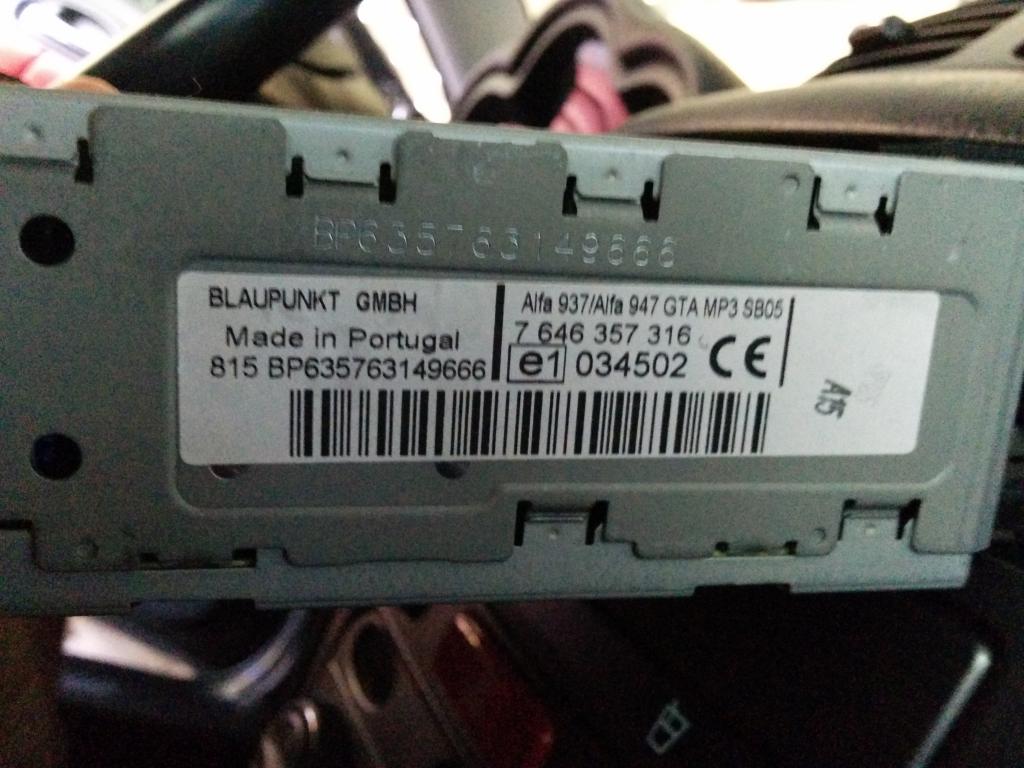 BP635763149666
BLAUPUNKT GMBH
Made in Portugal
815 BP635763149666
Alfa 937/Alfa 947 GTA MP3 SB05
7 646 357 316
e1 034502 CE
A15